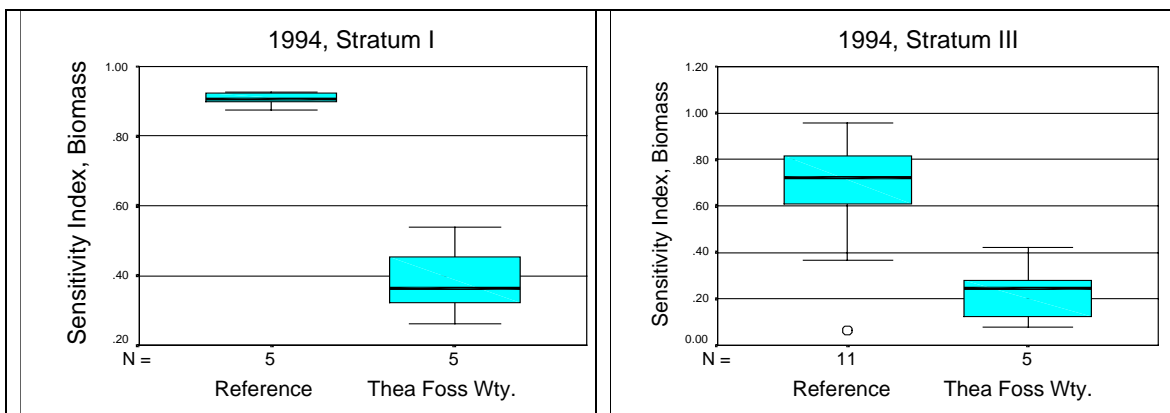 1994, Stratum I
Sensitivity Index, Biomass
1.00
.80
.60
.40
.20
N =
5
5
Reference
Thea Foss Wty.
1994, Stratum III
Sensitivity Index, Biomass
1.20
1.00
.80
.60
.40
.20
0.00
N =
11
5
Reference
Thea Foss Wty.